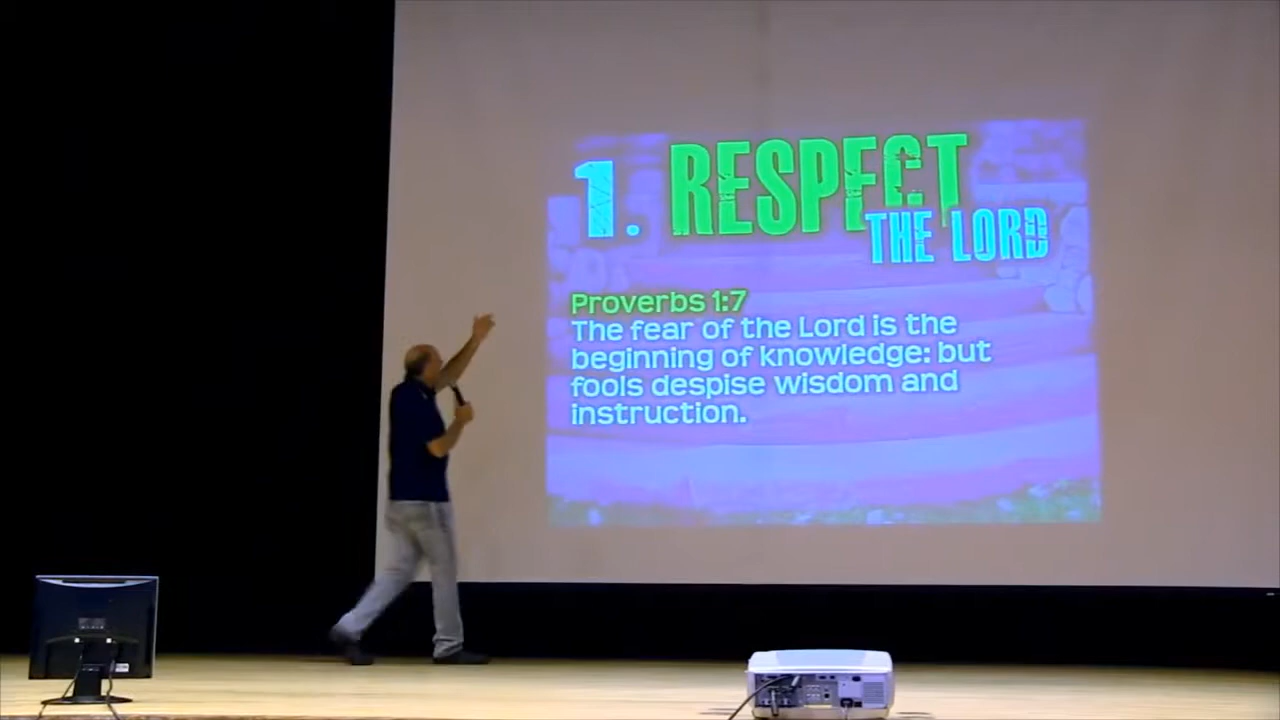 1. RESPECT
THE LORD
Proverbs 1:7
The fear of the Lord is the
beginning of knowledge: but
fools despise wisdom and
instruction.